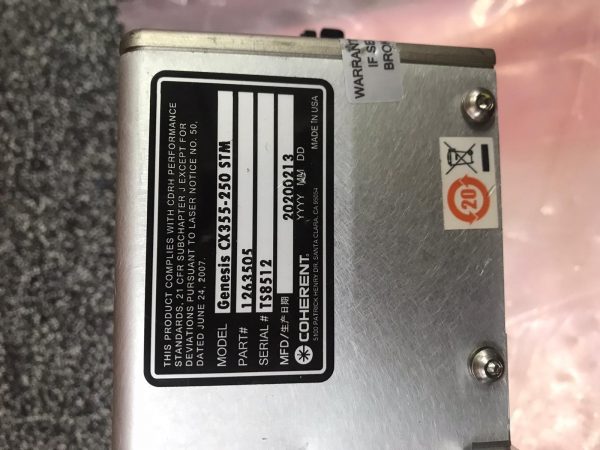 THIS PRODUCT COMPLIES WITH CDRH PERFORMANCE
STANDARDS, 21 CFR SUBCHAPTER J EXCEPT FOR
DEVIATIONS PURSUANT TO LASER NOTICE NO. 50,
DATED JUNE 24, 2007.
MODEL Genesis CX355-250 STM
PART# 1263505
SERIAL # TS8512
MFD/生产日期 20200213
YYYY MM DD
COHERENT. MADE IN USA
5100 PATRICK HENRY DR, SANTA CLARA, CA 95054
WARRAN
IF SE
BROK
20